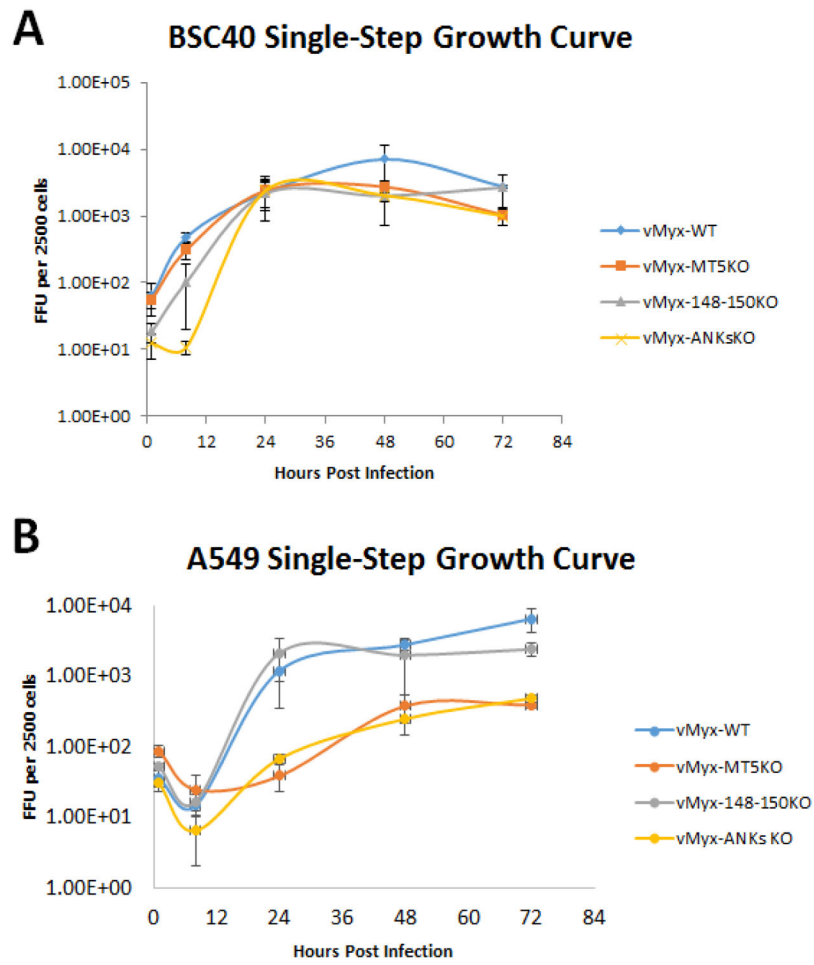 A
BSC40 Single-Step Growth Curve
1.00E+05
1.00E+04
1.00E+03
1.00E+02
1.00E+01
1.00E+00
FFU per 2500 cells
0 12 24 36 48 60 72 84
Hours Post Infection
vMyx-WT
vMyx-MT5KO
vMyx-148-150KO
vMyx-ANKsKO
B
A549 Single-Step Growth Curve
1.00E+04
1.00E+03
1.00E+02
1.00E+01
1.00E+00
FFU per 2500 cells
0 12 24 36 48 60 72 84
Hours Post Infection
vMyx-WT
vMyx-MT5KO
vMyx-148-150KO
vMyx-ANKs KO